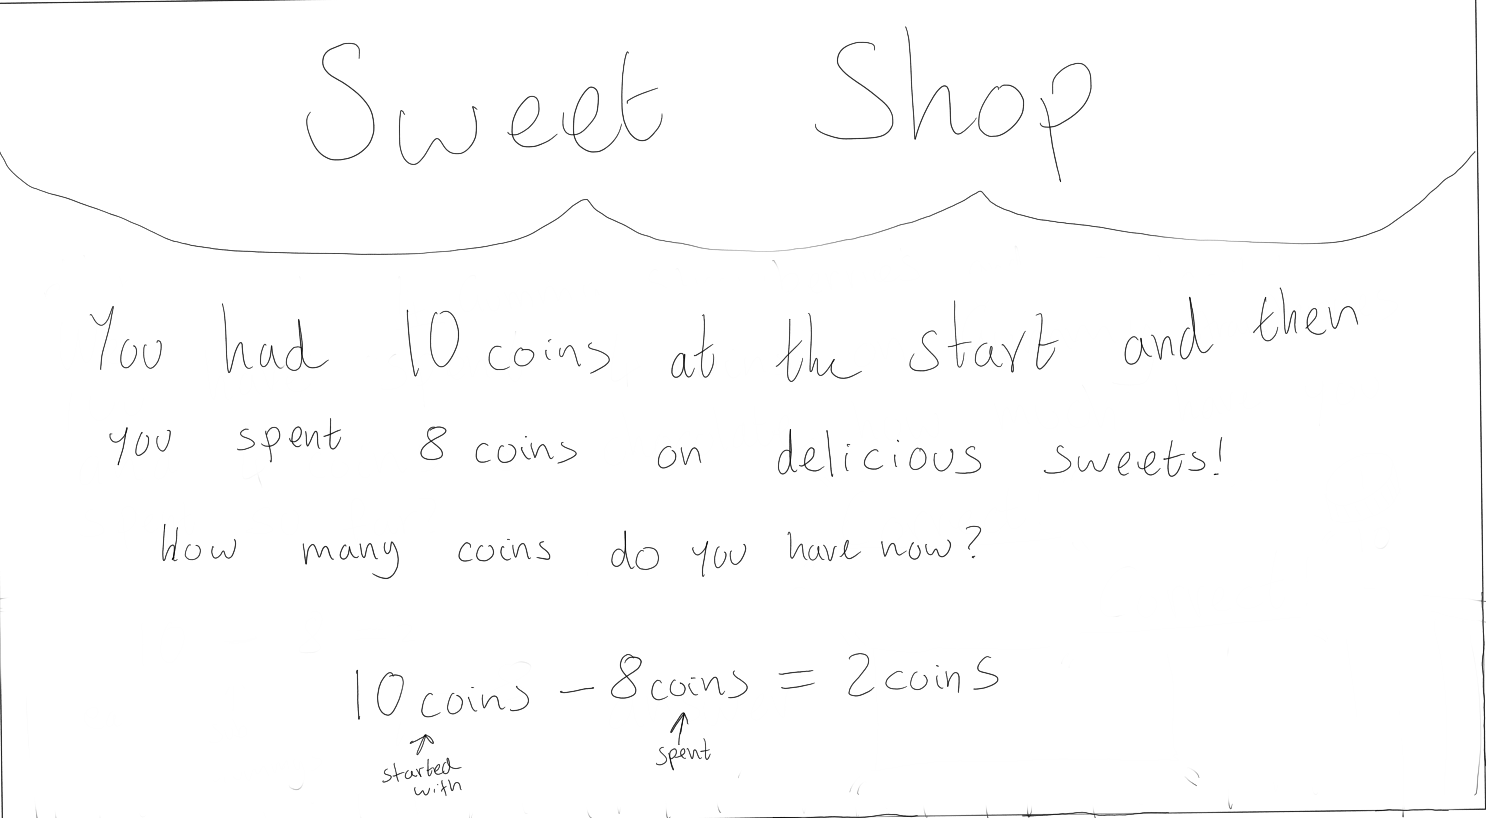 Sweet Shop
You had 10 coins at the start and then
you spent 8 coins on delicious sweets!
How many coins do you have now?
10 coins - 8 coins = 2 coins
↑ ↑
started spent
with